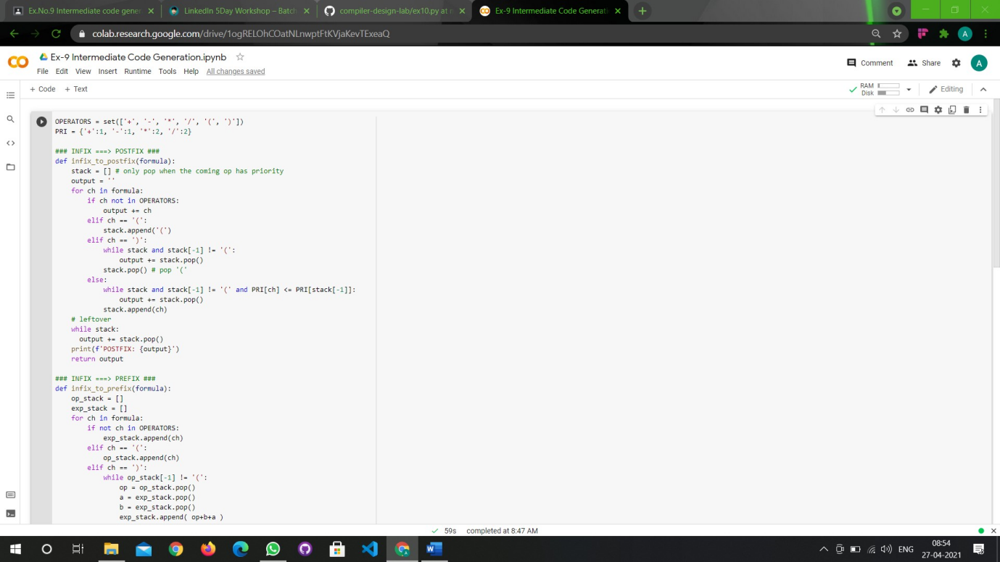 Ex.No.9 Intermediate code gener
LinkedIn 5Day Workshop – Batch
compiler-design-lab/ex10.py at m
Ex-9 Intermediate Code Generati
colab.research.google.com/drive/1ogRELOhCOatNLnwptFtKVjaKevTExeaQ
A
Ex-9 Intermediate Code Generation.ipynb
File Edit View Insert Runtime Tools Help All changes saved
Comment Share A
+ Code + Text
RAM
Disk
Editing
OPERATORS = set(['+', '-', '*', '/', '(', ')'])
PRI = {'+':1, '-':1, '*':2, '/':2}
### INFIX ===> POSTFIX ###
def infix_to_postfix(formula):
    stack = [] # only pop when the coming op has priority
    output = ''
    for ch in formula:
        if ch not in OPERATORS:
            output += ch
        elif ch == '(':
            stack.append('(')
        elif ch == ')':
            while stack and stack[-1] != '(':
                output += stack.pop()
            stack.pop() # pop '('
        else:
            while stack and stack[-1] != '(' and PRI[ch] <= PRI[stack[-1]]:
                output += stack.pop()
            stack.append(ch)
    # leftover
    while stack:
      output += stack.pop()
    print(f'POSTFIX: {output}')
    return output
### INFIX ===> PREFIX ###
def infix_to_prefix(formula):
    op_stack = []
    exp_stack = []
    for ch in formula:
        if not ch in OPERATORS:
            exp_stack.append(ch)
        elif ch == '(':
            op_stack.append(ch)
        elif ch == ')':
            while op_stack[-1] != '(':
                op = op_stack.pop()
                a = exp_stack.pop()
                b = exp_stack.pop()
                exp_stack.append( op+b+a )
59s completed at 8:47 AM
ENG
08:54
27-04-2021